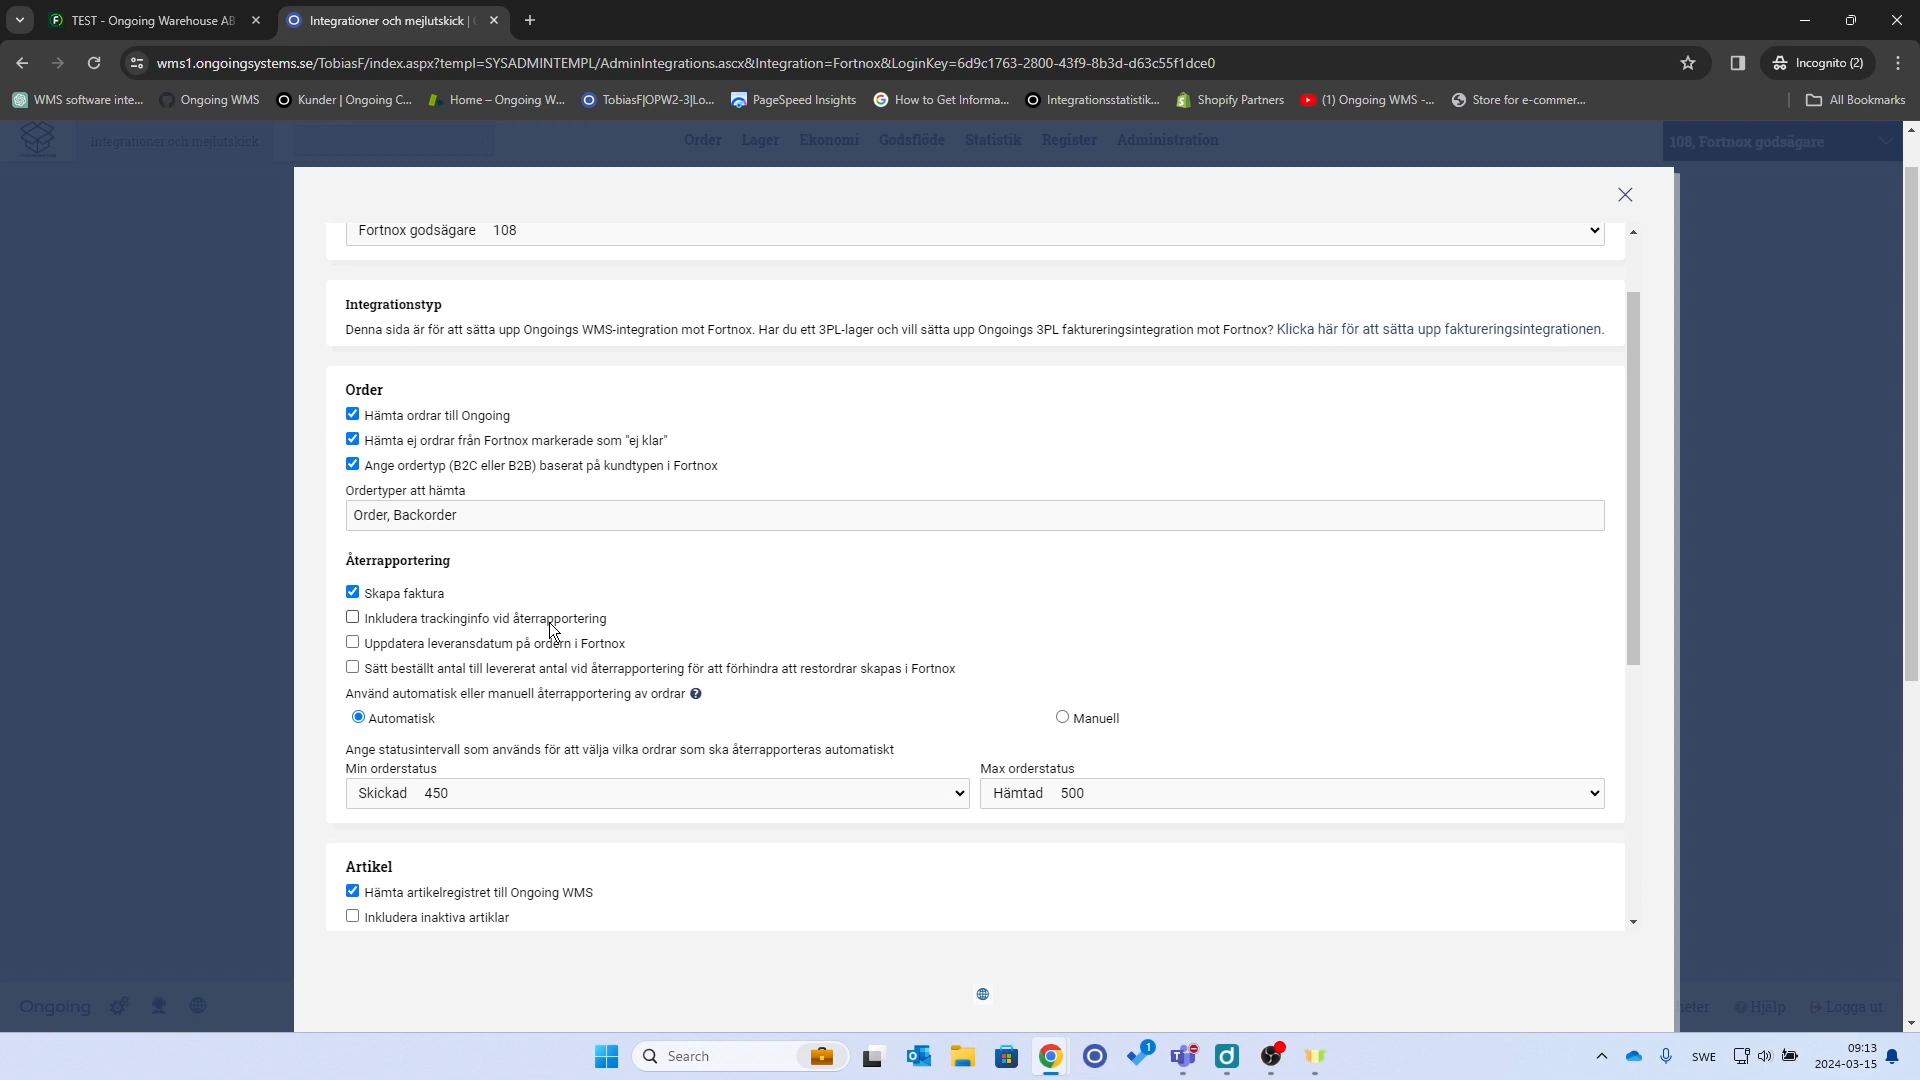 TEST - Ongoing Warehouse AB
Integrationer och mejlutskick |
wms1.ongoingsystems.se/TobiasF/index.aspx?templ=SYSADMINTEMPL/AdminIntegrations.ascx&Integration=Fortnox&LoginKey=6d9c1763-2800-43f9-8b3d-d63c55f1dce0
Incognito (2)
WMS software inte...
Ongoing WMS
Kunder | Ongoing C...
Home – Ongoing W...
TobiasF|OPW2-3|Lo...
PageSpeed Insights
How to Get Informa...
Integrationsstatistik...
Shopify Partners
(1) Ongoing WMS -...
Store for e-commer...
All Bookmarks
Integrationer och mejlutskick
Order
Lager
Ekonomi
Godsflöde
Statistik
Register
Administration
108, Fortnox godsägare
Fortnox godsägare 108
Integrationstyp
Denna sida är för att sätta upp Ongoings WMS-integration mot Fortnox. Har du ett 3PL-lager och vill sätta upp Ongoings 3PL faktureringsintegration mot Fortnox? Klicka här för att sätta upp faktureringsintegrationen.
Order
Hämta ordrar till Ongoing
Hämta ej ordrar från Fortnox markerade som "ej klar"
Ange ordertyp (B2C eller B2B) baserat på kundtypen i Fortnox
Ordertyper att hämta
Order, Backorder
Återrapportering
Skapa faktura
Inkludera trackinginfo vid återrapportering
Uppdatera leveransdatum på ordern i Fortnox
Sätt beställt antal till levererat antal vid återrapportering för att förhindra att restordrar skapas i Fortnox
Använd automatisk eller manuell återrapportering av ordrar ?
Automatisk
Manuell
Ange statusintervall som används för att välja vilka ordrar som ska återrapporteras automatiskt
Min orderstatus
Max orderstatus
Skickad 450
Hämtad 500
Artikel
Hämta artikelregistret till Ongoing WMS
Inkludera inaktiva artiklar
Ongoing
heter
Hjälp
Logga ut
Search
1
SWE
09:13
2024-03-15